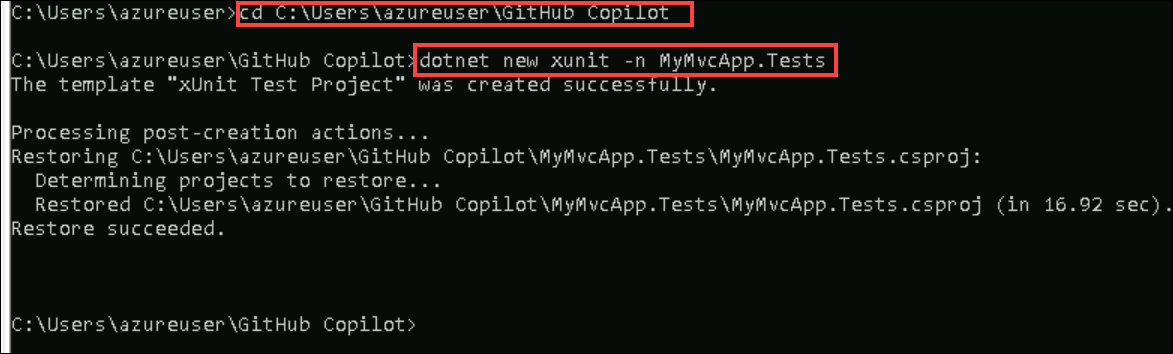 C:\Users\azureuser>cd C:\Users\azureuser\GitHub Copilot
C:\Users\azureuser\GitHub Copilot>dotnet new xunit -n MyMvcApp.Tests
The template "xUnit Test Project" was created successfully.
Processing post-creation actions...
Restoring C:\Users\azureuser\GitHub Copilot\MyMvcApp.Tests\MyMvcApp.Tests.csproj:
  Determining projects to restore...
  Restored C:\Users\azureuser\GitHub Copilot\MyMvcApp.Tests\MyMvcApp.Tests.csproj (in 16.92 sec).
Restore succeeded.
C:\Users\azureuser\GitHub Copilot>